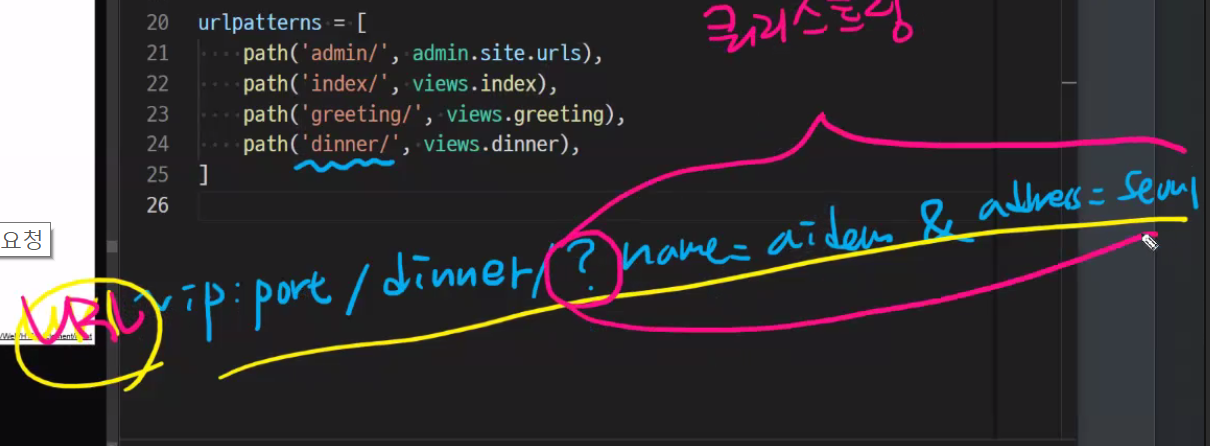 쿼리스트링
20 urlpatterns = [
21 path('admin/', admin.site.urls),
22 path('index/', views.index),
23 path('greeting/', views.greeting),
24 path('dinner/', views.dinner),
25 ]
26
요청
ip:port/dinner/?name=aiden & address=Seoul
URL